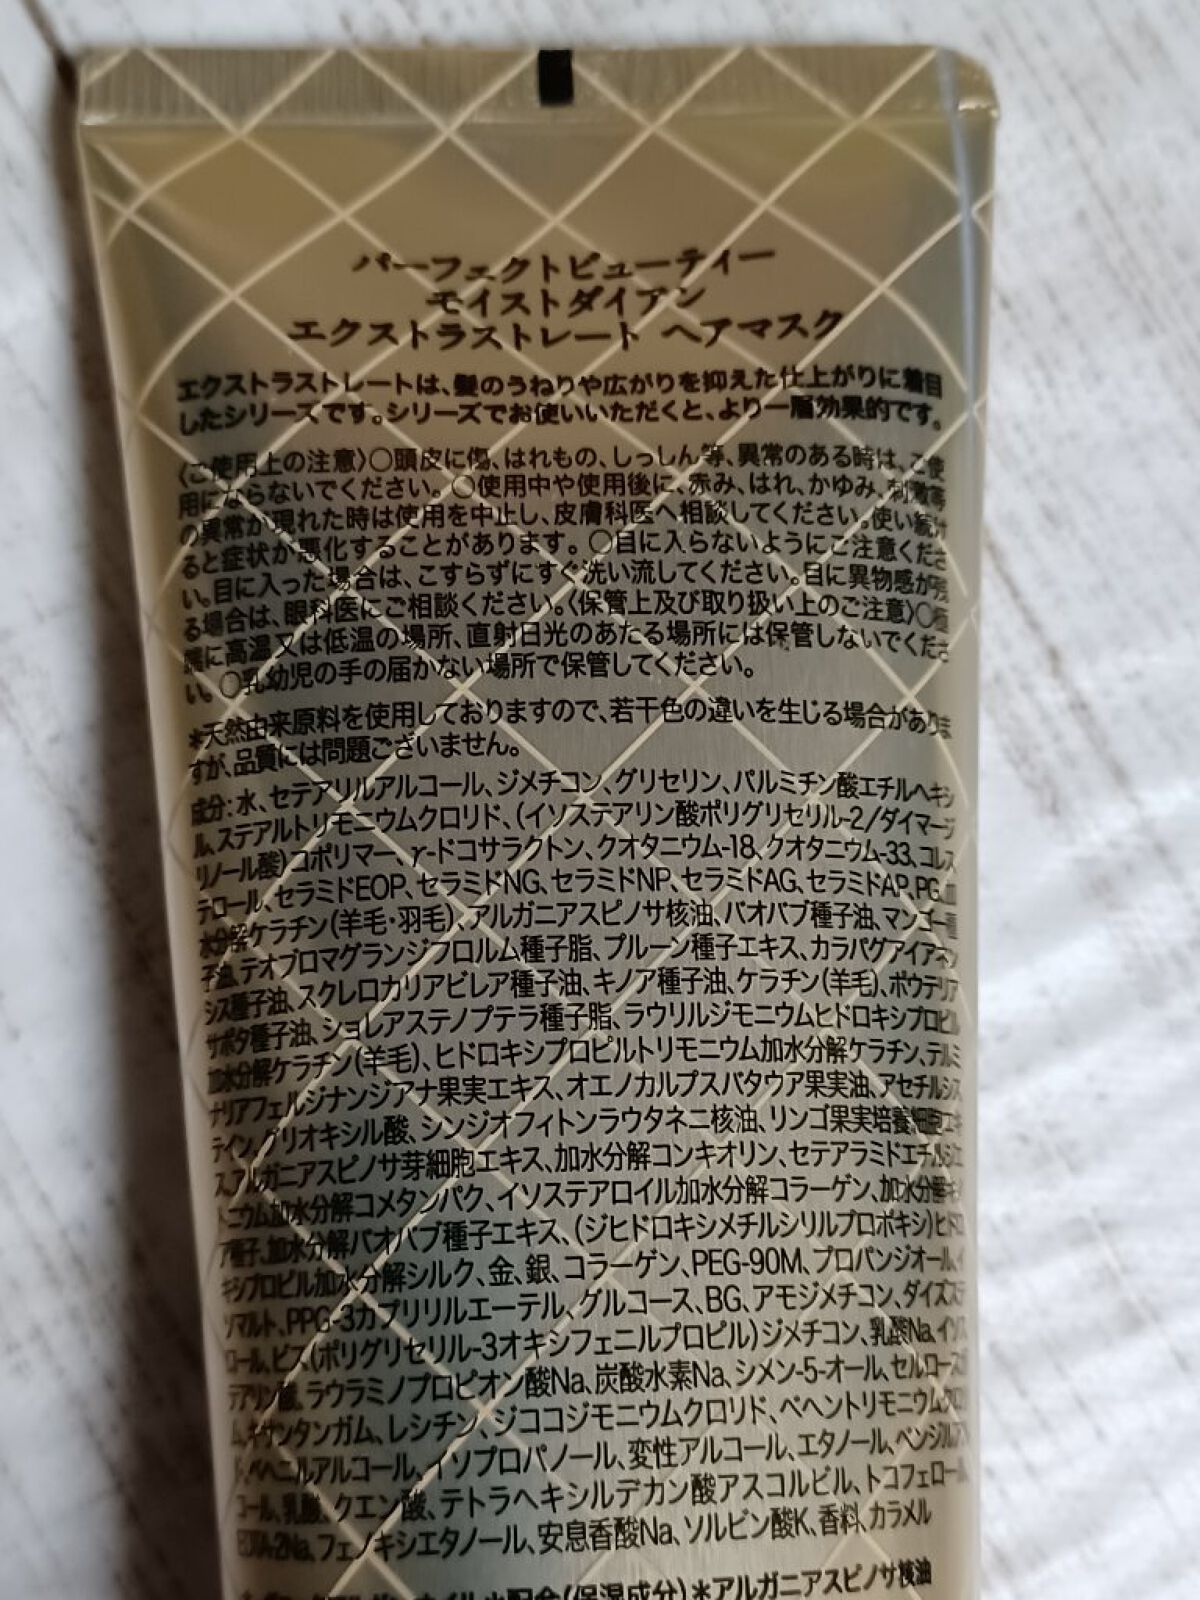 パーフェクトビューティー
モイストダイアン
エクストラストレート ヘアマスク
エクストラストレートは、髪のうねりや広がりを抑えた仕上がりに着目
したシリーズです。シリーズでお使いいただくと、より一層効果的です。
〈ご使用上の注意〉○頭皮に傷、はれもの、しっしん等、異常のある時は、ご使
用にならないでください。○使用中や使用後に、赤み、はれ、かゆみ、刺激等
の異常が現れた時は使用を中止し、皮膚科医へ相談してください。使い続け
ると症状が悪化することがあります。○目に入らないようにご注意くださ
い。目に入った場合は、こすらずにすぐ洗い流してください。目に異物感が残
る場合は、眼科医にご相談ください。〈保管上及び取り扱い上のご注意〉○極
端に高温又は低温の場所、直射日光のあたる場所には保管しないでくださ
い。○乳幼児の手の届かない場所で保管してください。
*天然由来原料を使用しておりますので、若干色の違いを生じる場合がありま
すが、品質には問題ございません。
成分:水、セテアリルアルコール、ジメチコン、グリセリン、パルミチン酸エチルヘキシ
ル、ステアルトリモニウムクロリド、(イソステアリン酸ポリグリセリル-2/ダイマージ
リノール酸)コポリマー、γ-ドコサラクトン、クオタニウム-18、クオタニウム-33、コレス
テロール、セラミドEOP、セラミドNG、セラミドNP、セラミドAG、セラミドAP、PG、加
水分解ケラチン(羊毛・羽毛)、アルガニアスピノサ核油、バオバブ種子油、マンゴー種
子油、テオブロマグランジフロルム種子脂、プルーン種子エキス、カラパグアイアネン
シス種子油、スクレロカリアビレア種子油、キノア種子油、ケラチン(羊毛)、ポウテリア
サポタ種子油、ショレアステノプテラ種子脂、ラウリルジモニウムヒドロキシプロピル
加水分解ケラチン(羊毛)、ヒドロキシプロピルトリモニウム加水分解ケラチン、テルミ
ナリアフェルジナンジアナ果実エキス、オエノカルプスバタウア果実油、アセチルシス
テイン、グリオキシル酸、シンジオフィトンラウタネニ核油、リンゴ果実培養細胞エキ
ス、アルガニアスピノサ芽細胞エキス、加水分解コンキオリン、セテアラミドエチルジエ
トニウム加水分解コメタンパク、イソステアロイル加水分解コラーゲン、加水分解キ
ア種子、加水分解バオバブ種子エキス、(ジヒドロキシメチルシリルプロポキシ)ヒドロ
キシプロピル加水分解シルク、金、銀、コラーゲン、PEG-90M、プロパンジオール、イ
ソマルト、PPG-3カプリリルエーテル、グルコース、BG、アモジメチコン、ダイズステ
ロール、ビス(ポリグリセリル-3オキシフェニルプロピル)ジメチコン、乳酸Na、イソス
テアリン酸、ラウラミノプロピオン酸Na、炭酸水素Na、シメン-5-オール、セルロースガ
ム、キサンタンガム、レシチン、ジココジモニウムクロリド、ベヘントリモニウムクロリ
ド、ベヘニルアルコール、イソプロパノール、変性アルコール、エタノール、ベンジルアル
コール、乳酸、クエン酸、テトラヘキシルデカン酸アスコルビル、トコフェロール、
EDTA-2Na、フェノキシエタノール、安息香酸Na、ソルビン酸K、香料、カラメル
配合(保湿成分)*アルガニアスピノサ核油